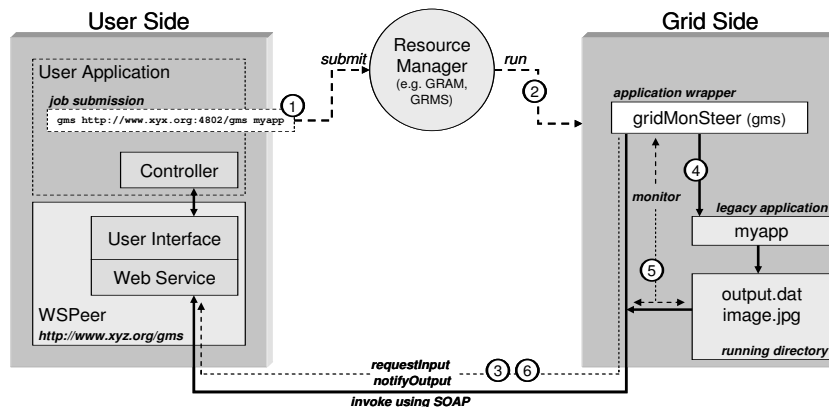 User Side
Grid Side
User Application
job submission
gms http://www.xyx.org:4802/gms myapp
1
submit
Resource
Manager
(e.g. GRAM,
GRMS)
run
2
application wrapper
gridMonSteer (gms)
Controller
4
monitor
legacy application
myapp
User Interface
Web Service
5
output.dat
image.jpg
running directory
WSPeer
http://www.xyz.org/gms
requestInput
3
6
notifyOutput
invoke using SOAP